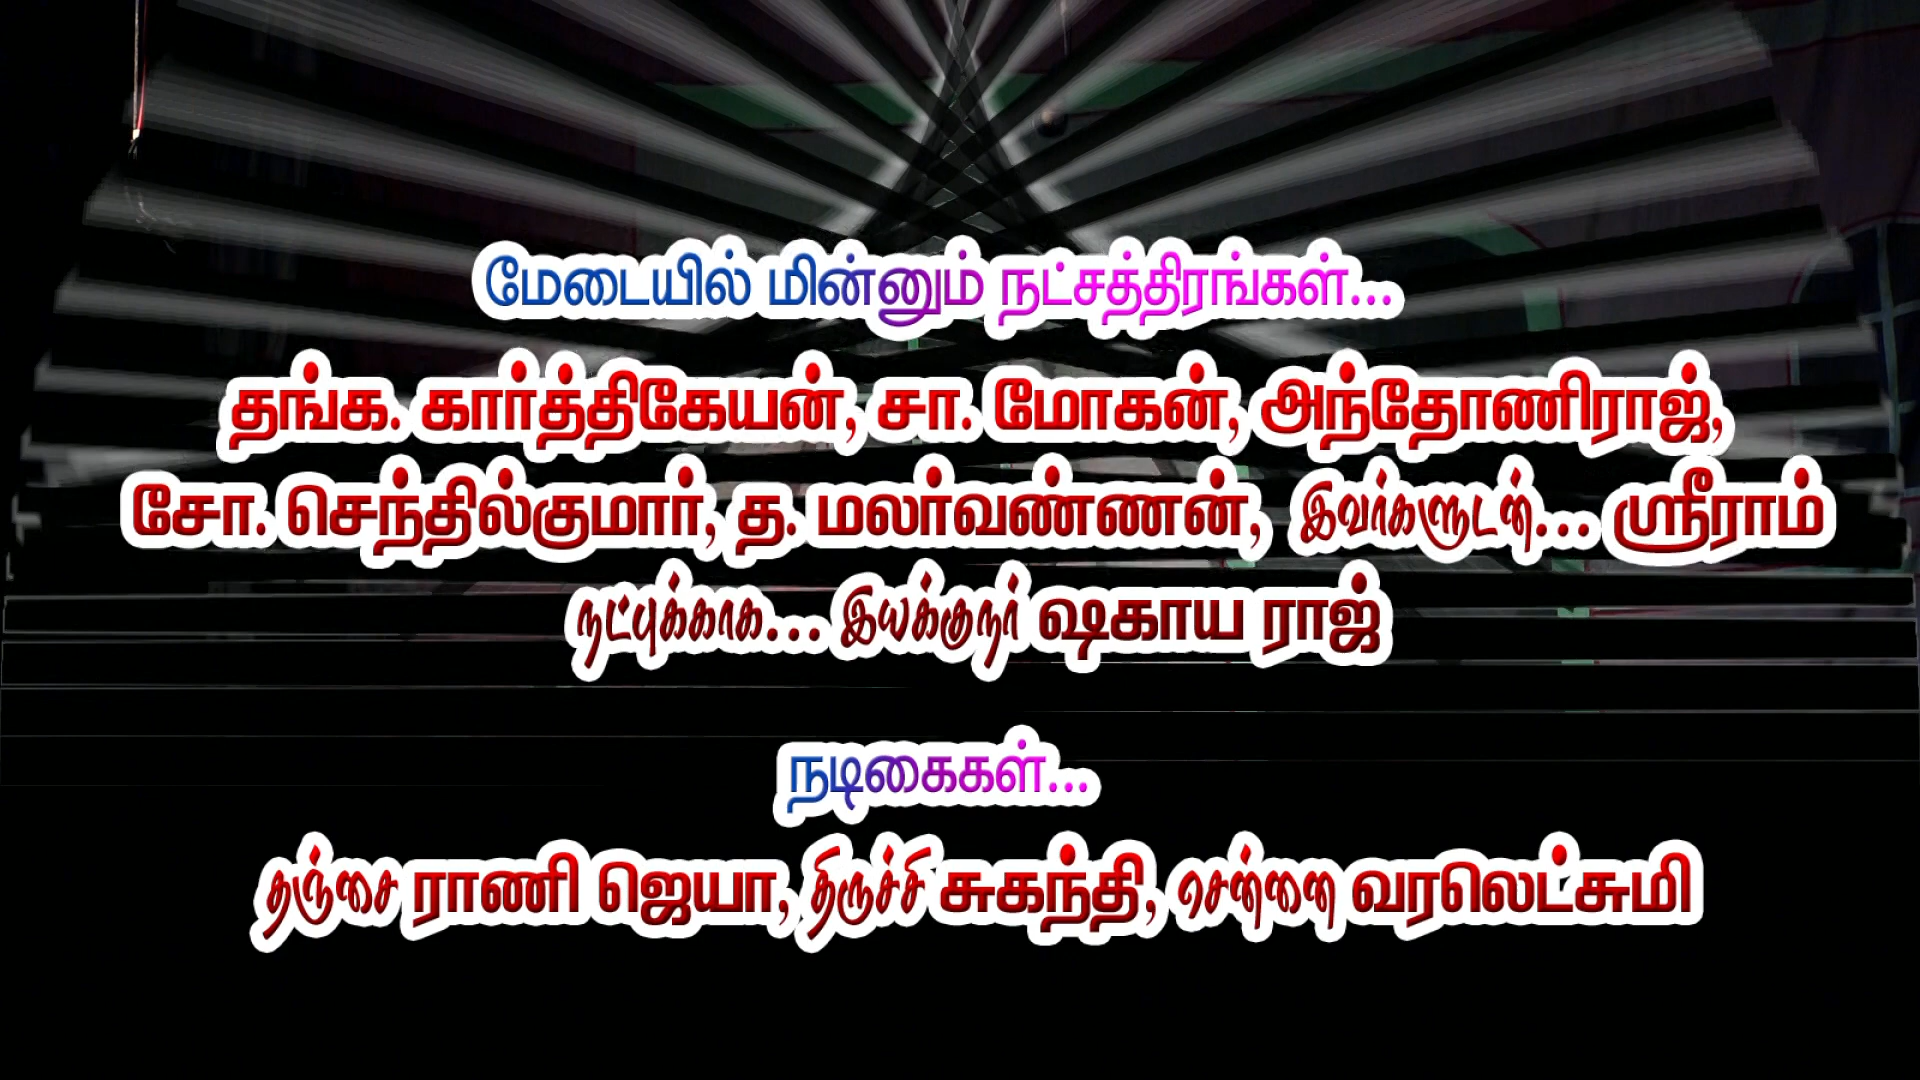 மேடையில் மின்னும் நட்சத்திரங்கள்...
தங்க. கார்த்திகேயன், சா. மோகன், அந்தோணிராஜ்,
சோ. செந்தில்குமார், த. மலர்வண்ணன், இவர்களுடன்... ஸ்ரீராம்
நட்புக்காக... இயக்குநர் ஷகாய ராஜ்
நடிகைகள்...
தஞ்சை ராணி ஜெயா, திருச்சி சுகந்தி, சென்னை வரலெட்சுமி